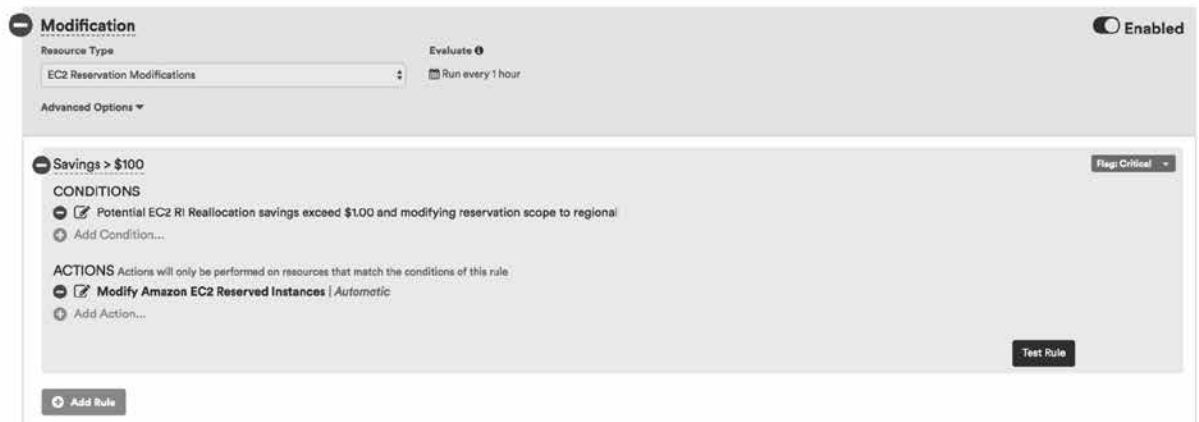 Modification
Enabled
Resource Type
Evaluate
EC2 Reservation Modifications
Run every 1 hour
Advanced Options
Savings > $100
Flag: Critical
CONDITIONS
Potential EC2 RI Reallocation savings exceed $1.00 and modifying reservation scope to regional
Add Condition...
ACTIONS Actions will only be performed on resources that match the conditions of this rule
Modify Amazon EC2 Reserved Instances | Automatic
Add Action...
Test Rule
Add Rule